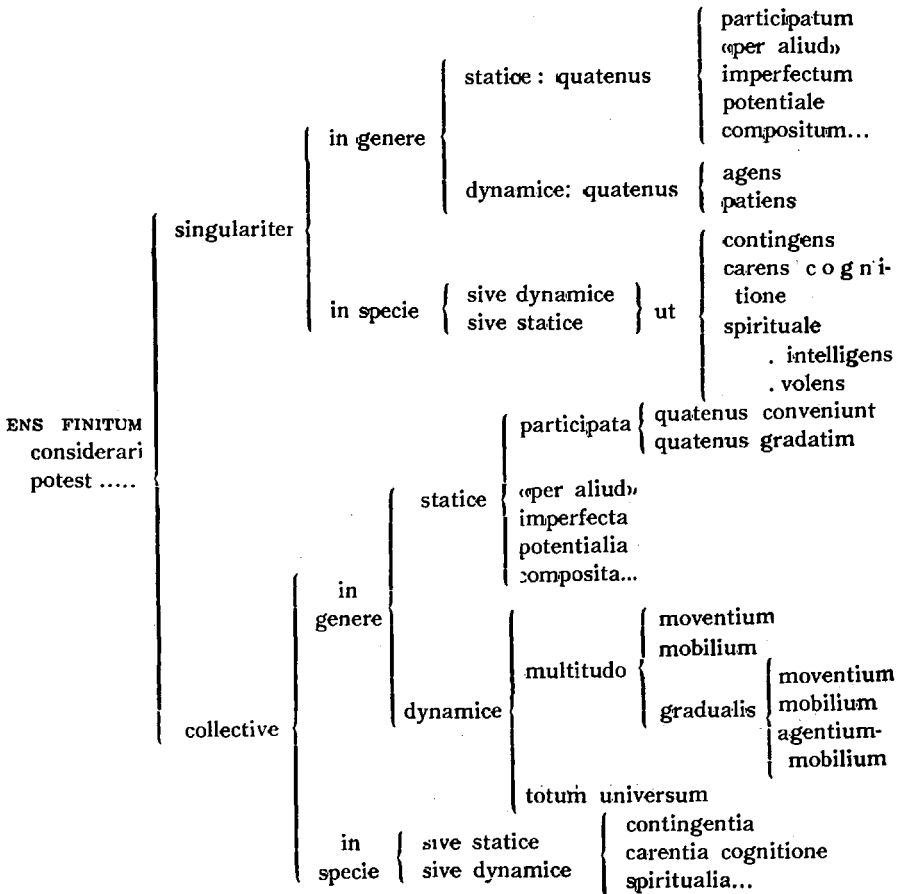 participatum
«per aliud»
statice : quatenus
imperfectum
potentiale
in genere
compositum...
agens
dynamice: quatenus
patiens
singulariter
contingens
carens cogni-
tione
in specie
sive dynamice
sive statice
ut
spirituale
. intelligens
. volens
ENS FINITUM
considerari
potest .....
participata
quatenus conveniunt
quatenus gradatim
statice
«per aliud»
imperfecta
potentialia
composita...
in
genere
moventium
mobilium
multitudo
moventium
dynamice
gradualis
mobilium
agentium-
mobilium
collective
totum universum
in
specie
sive statice
sive dynamice
contingentia
carentia cognitione
spiritualia...